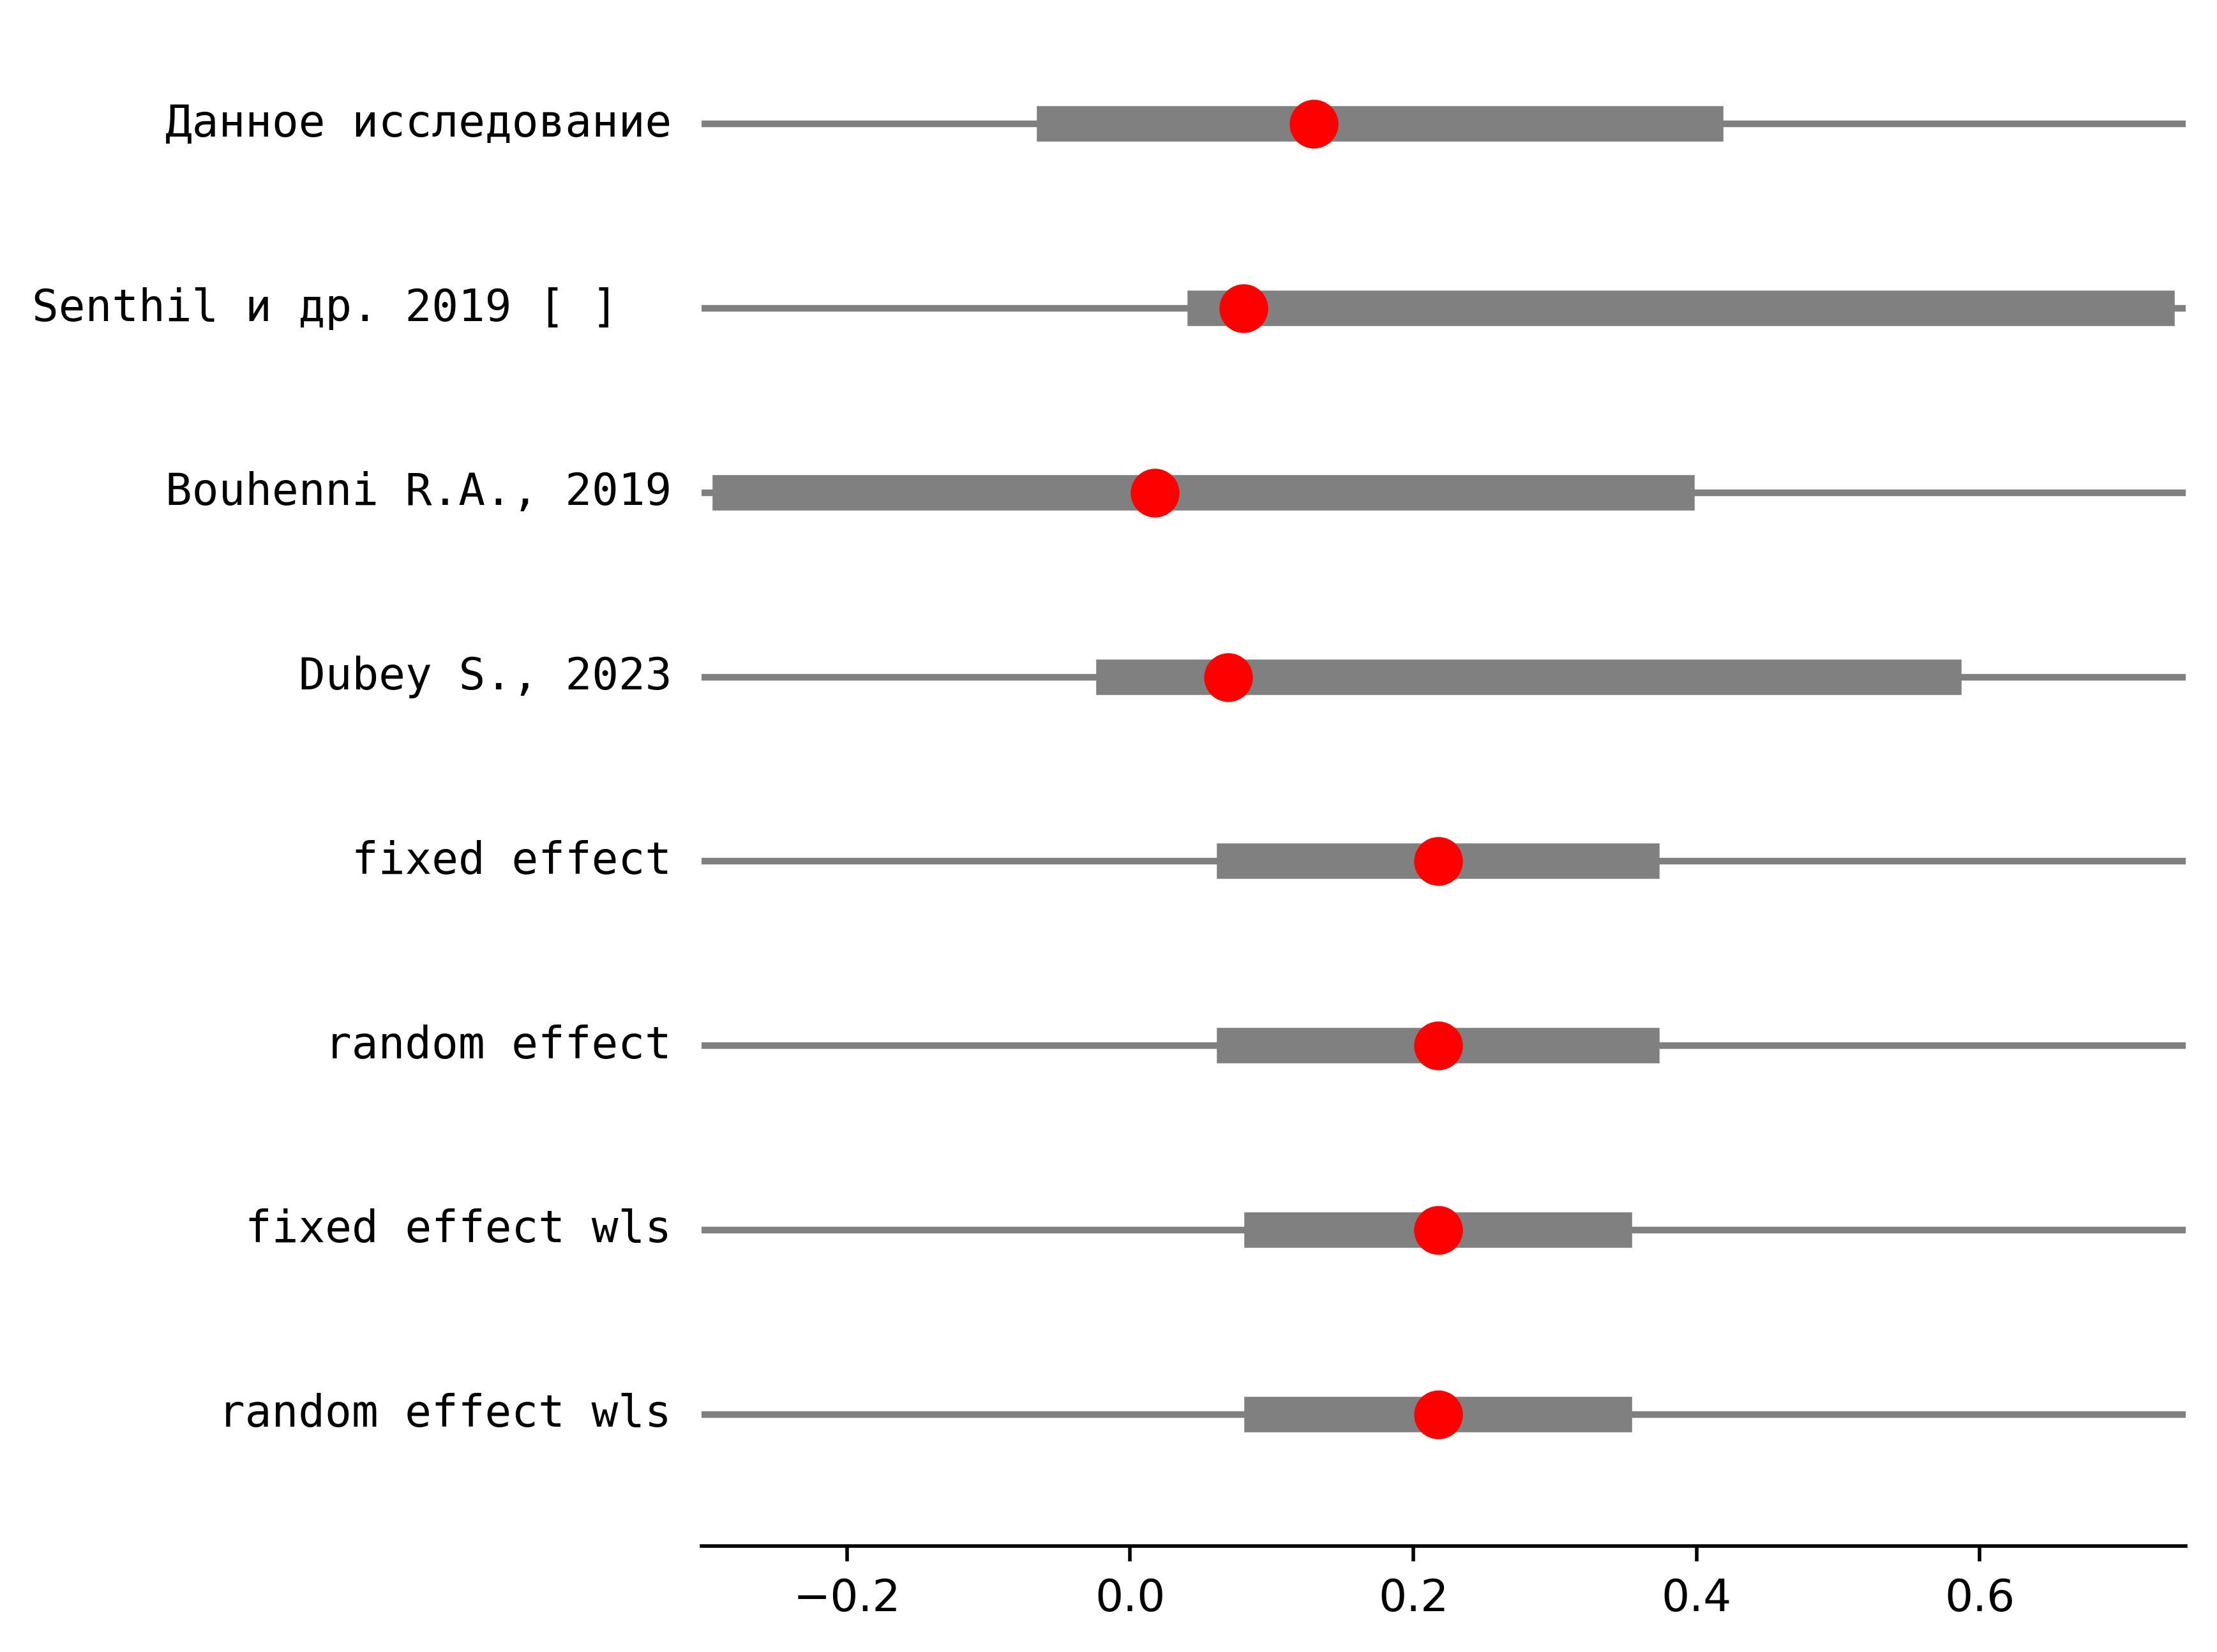 Данное исследование
Senthil и др. 2019 [ ]
Bouhenni R.A., 2019
Dubey S., 2023
fixed effect
random effect
fixed effect wls
random effect wls
−0.2 0.0 0.2 0.4 0.6